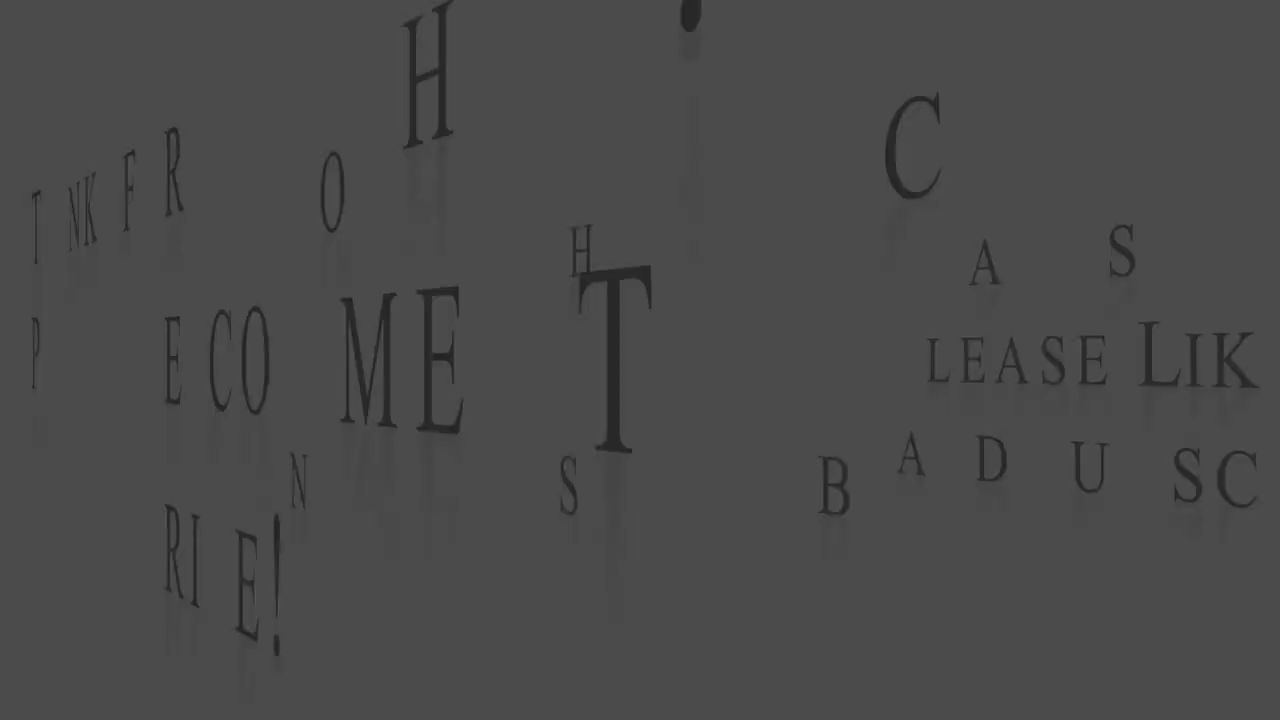 T NK F R O H . C
H A S
P E CO ME T LEASE LIK
N S B A D U SC
RI E!